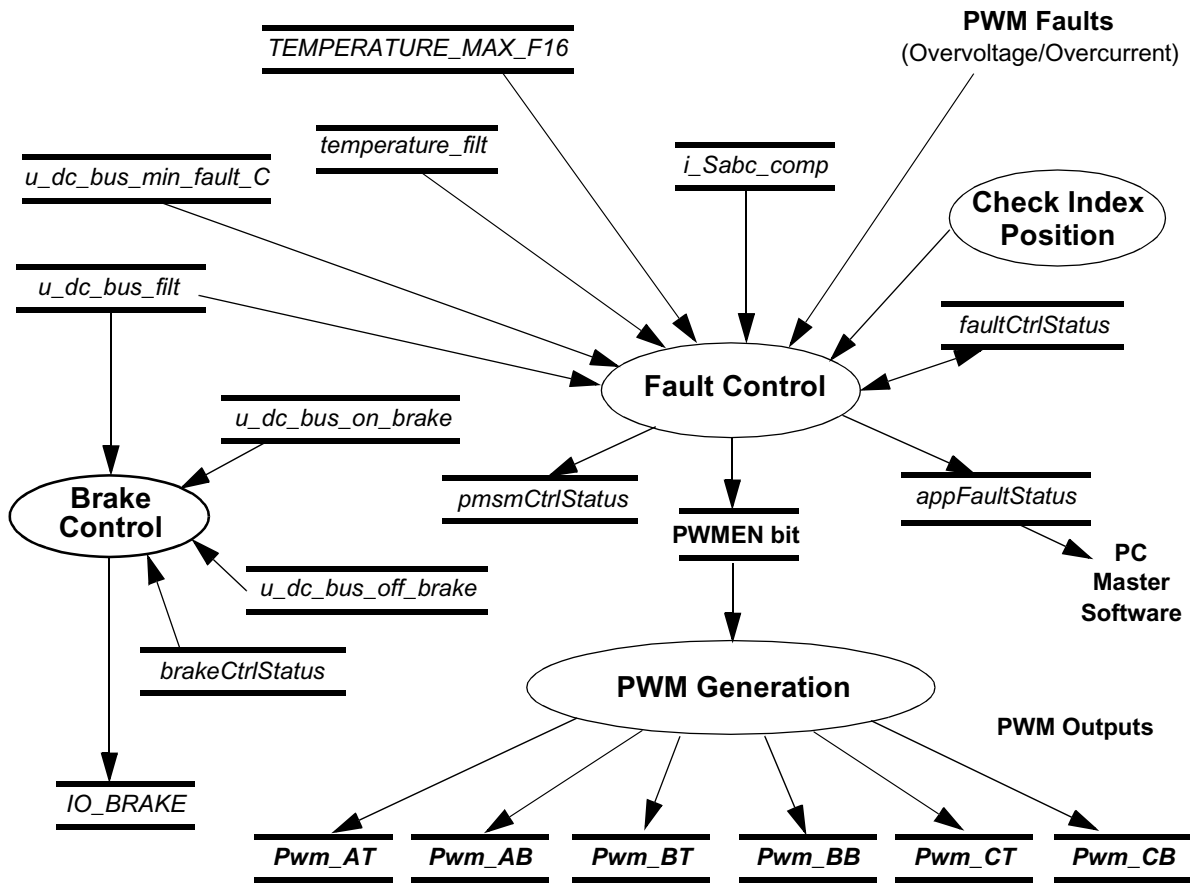 PWM Faults
(Overvoltage/Overcurrent)
TEMPERATURE_MAX_F16
temperature_filt
i_Sabc_comp
u_dc_bus_min_fault_C
Check Index
Position
u_dc_bus_filt
faultCtrlStatus
Fault Control
u_dc_bus_on_brake
Brake
Control
pmsmCtrlStatus
appFaultStatus
PWMEN bit
PC
Master
Software
u_dc_bus_off_brake
brakeCtrlStatus
PWM Generation
PWM Outputs
IO_BRAKE
Pwm_AT
Pwm_AB
Pwm_BT
Pwm_BB
Pwm_CT
Pwm_CB